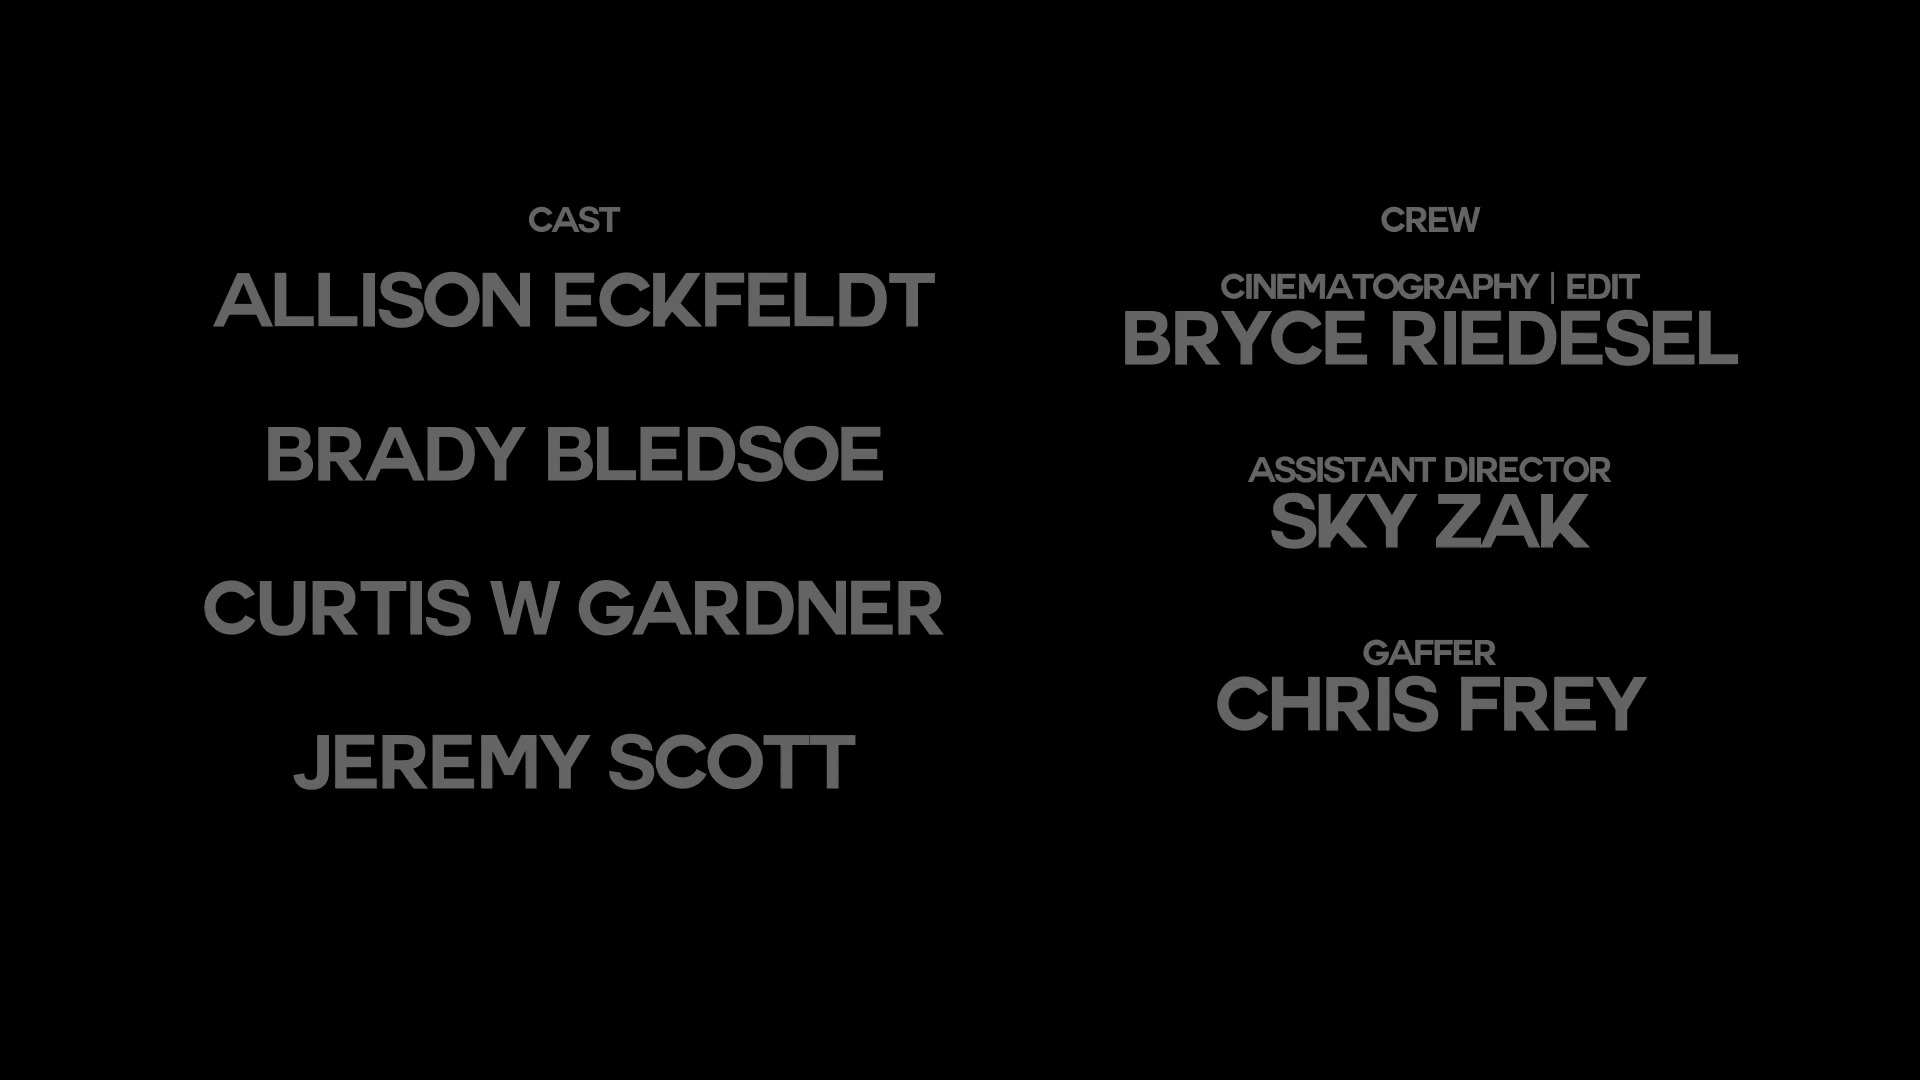 CAST
ALLISON ECKFELDT
BRADY BLEDSOE
CURTIS W GARDNER
JEREMY SCOTT
CREW
CINEMATOGRAPHY | EDIT
BRYCE RIEDESEL
ASSISTANT DIRECTOR
SKY ZAK
GAFFER
CHRIS FREY